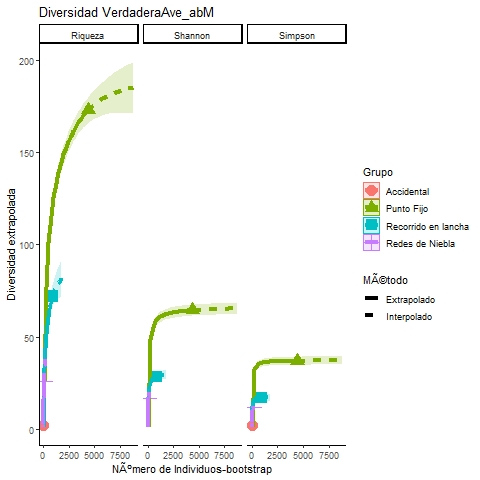 Diversidad VerdaderaAve_abM
Riqueza Shannon Simpson
200
150
100
50
0
Diversidad extrapolada
0 2500 5000 7500 0 2500 5000 7500 0 2500 5000 7500
NÃºmero de Individuos-bootstrap
Grupo
Accidental
Punto Fijo
Recorrido en lancha
Redes de Niebla
MÃ©todo
Extrapolado
Interpolado